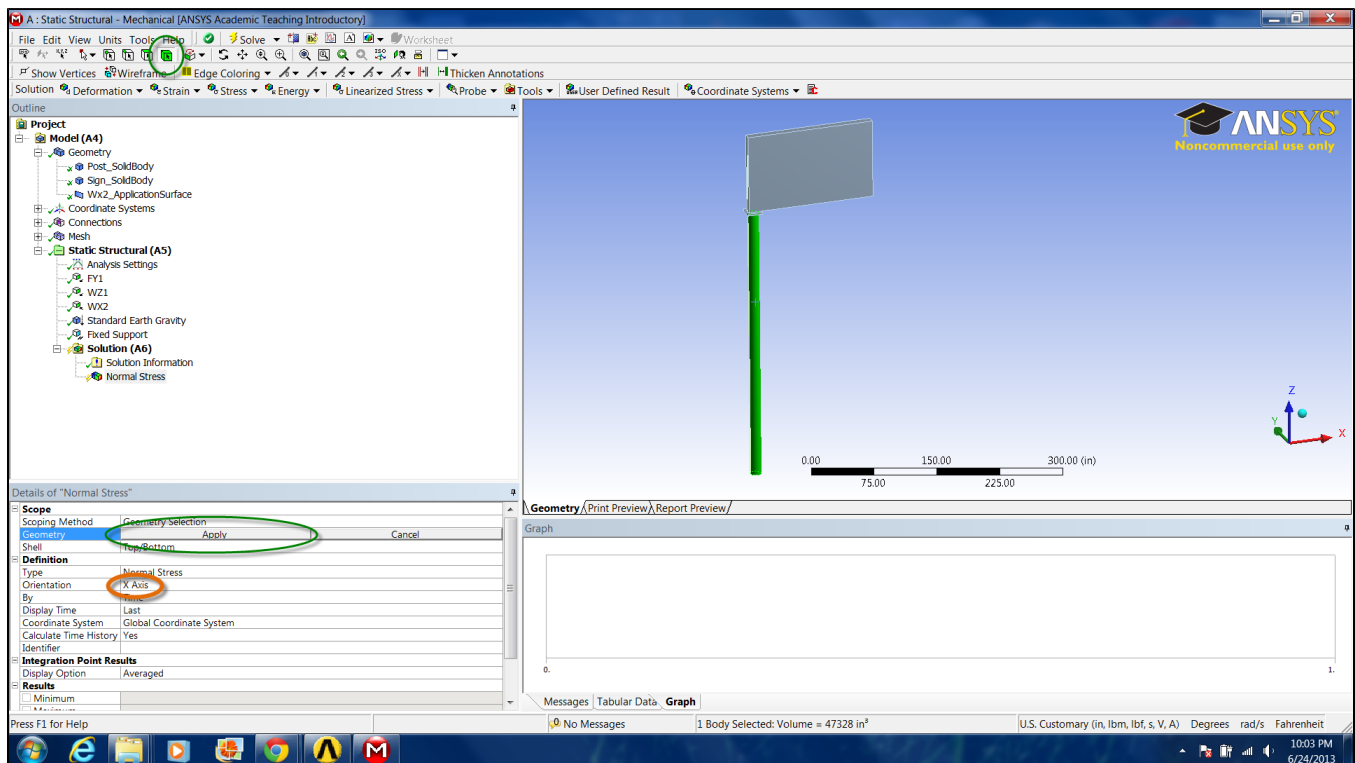 A : Static Structural - Mechanical [ANSYS Academic Teaching Introductory]
File Edit View Units Tools Help Solve Worksheet
Show Vertices Wireframe Edge Coloring Thicken Annotations
Solution Deformation Strain Stress Energy Linearized Stress Probe Tools User Defined Result Coordinate Systems
Outline
Project
Model (A4)
Geometry
Post_SolidBody
Sign_SolidBody
Wx2_ApplicationSurface
Coordinate Systems
Connections
Mesh
Static Structural (A5)
Analysis Settings
FY1
WZ1
WX2
Standard Earth Gravity
Fixed Support
Solution (A6)
Solution Information
Normal Stress
ANSYS
Noncommercial use only
Z
Y
X
0.00 150.00 300.00 (in)
75.00 225.00
Geometry Print Preview Report Preview
Details of "Normal Stress"
Scope
Scoping Method Geometry Selection
Geometry Apply Cancel
Shell Top/Bottom
Definition
Type Normal Stress
Orientation X Axis
By Time
Display Time Last
Coordinate System Global Coordinate System
Calculate Time History Yes
Identifier
Integration Point Results
Display Option Averaged
Results
Minimum
Graph
0. 1.
Messages Tabular Data Graph
Press F1 for Help No Messages 1 Body Selected: Volume = 47328 in³ U.S. Customary (in, lbm, lbf, s, V, A) Degrees rad/s Fahrenheit
10:03 PM
6/24/2013